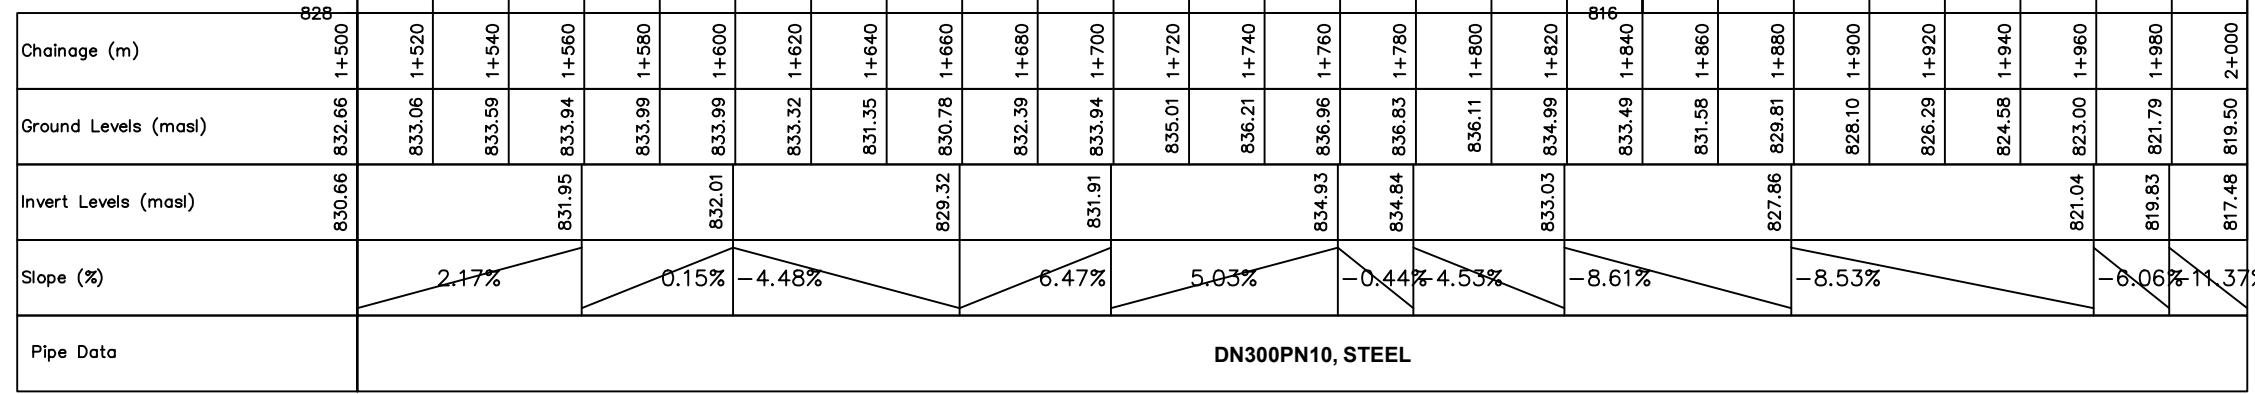 828 816
Chainage (m) 1+500 1+520 1+540 1+560 1+580 1+600 1+620 1+640 1+660 1+680 1+700 1+720 1+740 1+760 1+780 1+800 1+820 1+840 1+860 1+880 1+900 1+920 1+940 1+960 1+980 2+000
Ground Levels (masl) 832.66 833.06 833.59 833.94 833.99 833.99 833.32 831.35 830.78 832.39 833.94 835.01 836.21 836.96 836.83 836.11 834.99 833.49 831.58 829.81 828.10 826.29 824.58 823.00 821.79 819.50
Invert Levels (masl) 830.66 831.95 832.01 829.32 831.91 834.93 834.84 833.03 827.86 821.04 819.83 817.48
Slope (%) 2.17% 0.15% -4.48% 6.47% 5.03% -0.44% -4.53% -8.61% -8.53% -6.06% -11.37%
Pipe Data DN300PN10, STEEL